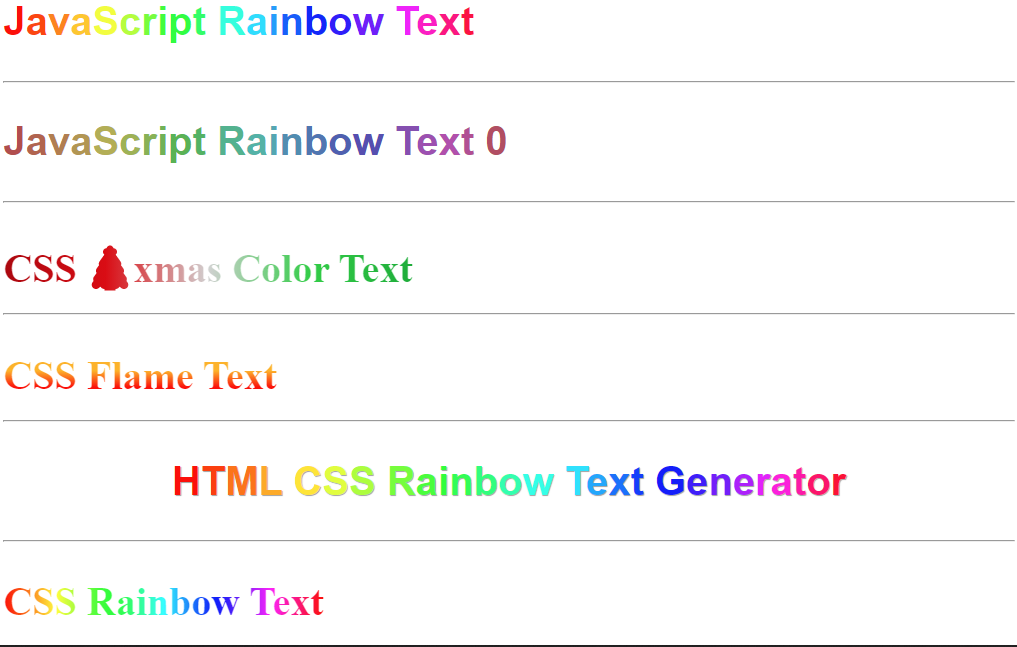 JavaScript Rainbow Text
JavaScript Rainbow Text 0
CSS 🎄xmas Color Text
CSS Flame Text
HTML CSS Rainbow Text Generator
CSS Rainbow Text